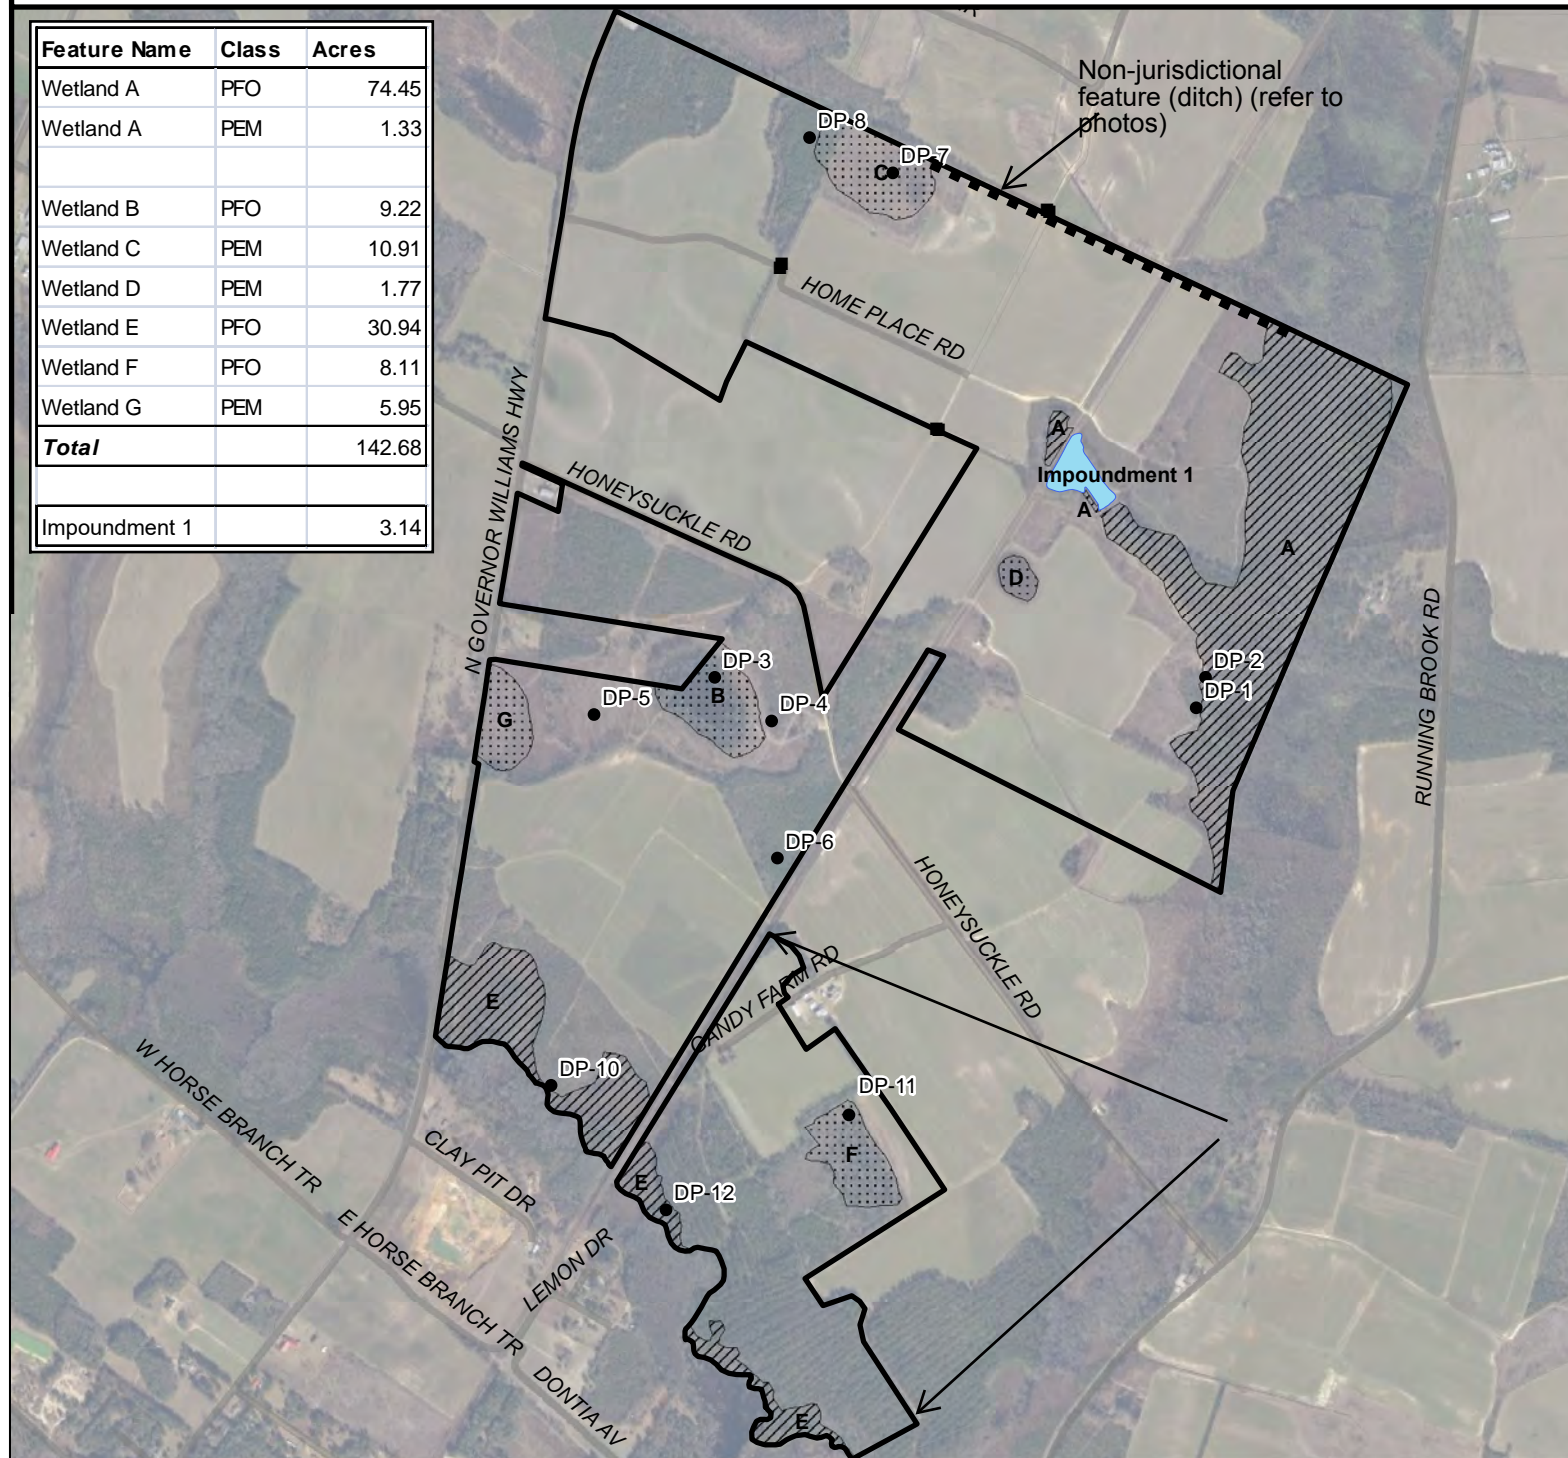 Feature Name Class Acres
Wetland A PFO 74.45
Wetland A PEM 1.33
Wetland B PFO 9.22
Wetland C PEM 10.91
Wetland D PEM 1.77
Wetland E PFO 30.94
Wetland F PFO 8.11
Wetland G PEM 5.95
Total 142.68
Impoundment 1 3.14
Non-jurisdictional
feature (ditch) (refer to
photos)
DP-8
DP-7
C
HOME PLACE RD
N GOVERNOR WILLIAMS HWY
HONEYSUCKLE RD
A
Impoundment 1
A
A
D
RUNNING BROOK RD
DP-2
DP-1
DP-3
B
DP-4
DP-5
G
DP-6
HONEYSUCKLE RD
GANDY FARM RD
E
DP-10
DP-11
F
E
DP-12
W HORSE BRANCH TR
CLAY PIT DR
E HORSE BRANCH TR
LEMON DR
DONTIA AV
E